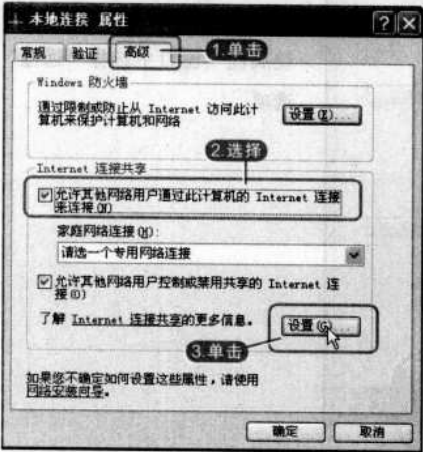 本地连接 属性
常规 验证 高级 1.单击
Windows 防火墙
通过限制或防止从 Internet 访问此计
算机来保护计算机和网络
设置(E)...
2.选择
Internet 连接共享
允许其他网络用户通过此计算机的 Internet 连接
来连接(N)
家庭网络连接(H):
请选一个专用网络连接
允许其他网络用户控制或禁用共享的 Internet 连
接(O)
了解 Internet 连接共享的更多信息。
设置(G)...
3.单击
如果您不确定如何设置这些属性，请使用
网络安装向导。
确定 取消